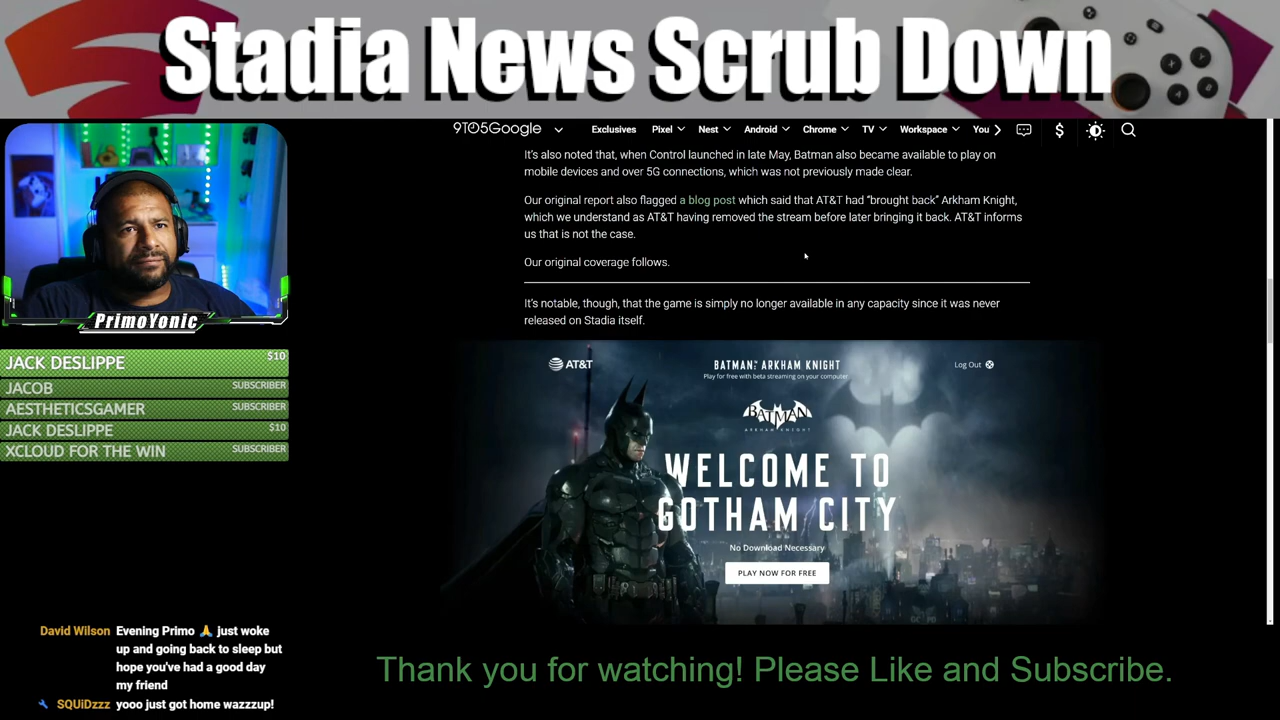 Stadia News Scrub Down
9TO5Google
Exclusives Pixel Nest Android Chrome TV Workspace You
It's also noted that, when Control launched in late May, Batman also became available to play on
mobile devices and over 5G connections, which was not previously made clear.
Our original report also flagged a blog post which said that AT&T had “brought back” Arkham Knight,
which we understand as AT&T having removed the stream before later bringing it back. AT&T informs
us that is not the case.
Our original coverage follows.
It's notable, though, that the game is simply no longer available in any capacity since it was never
released on Stadia itself.
AT&T
BATMAN: ARKHAM KNIGHT
Play for free with beta streaming on your computer
Log Out
BATMAN
ARKHAM KNIGHT
WELCOME TO
GOTHAM CITY
No Download Necessary
PLAY NOW FOR FREE
PrimoYonic
JACK DESLIPPE $10
JACOB SUBSCRIBER
AESTHETICSGAMER SUBSCRIBER
JACK DESLIPPE $10
XCLOUD FOR THE WIN SUBSCRIBER
David Wilson Evening Primo 🙏 just woke
up and going back to sleep but
hope you've had a good day
my friend
SQUiDzzz yooo just got home wazzzup!
Thank you for watching! Please Like and Subscribe.